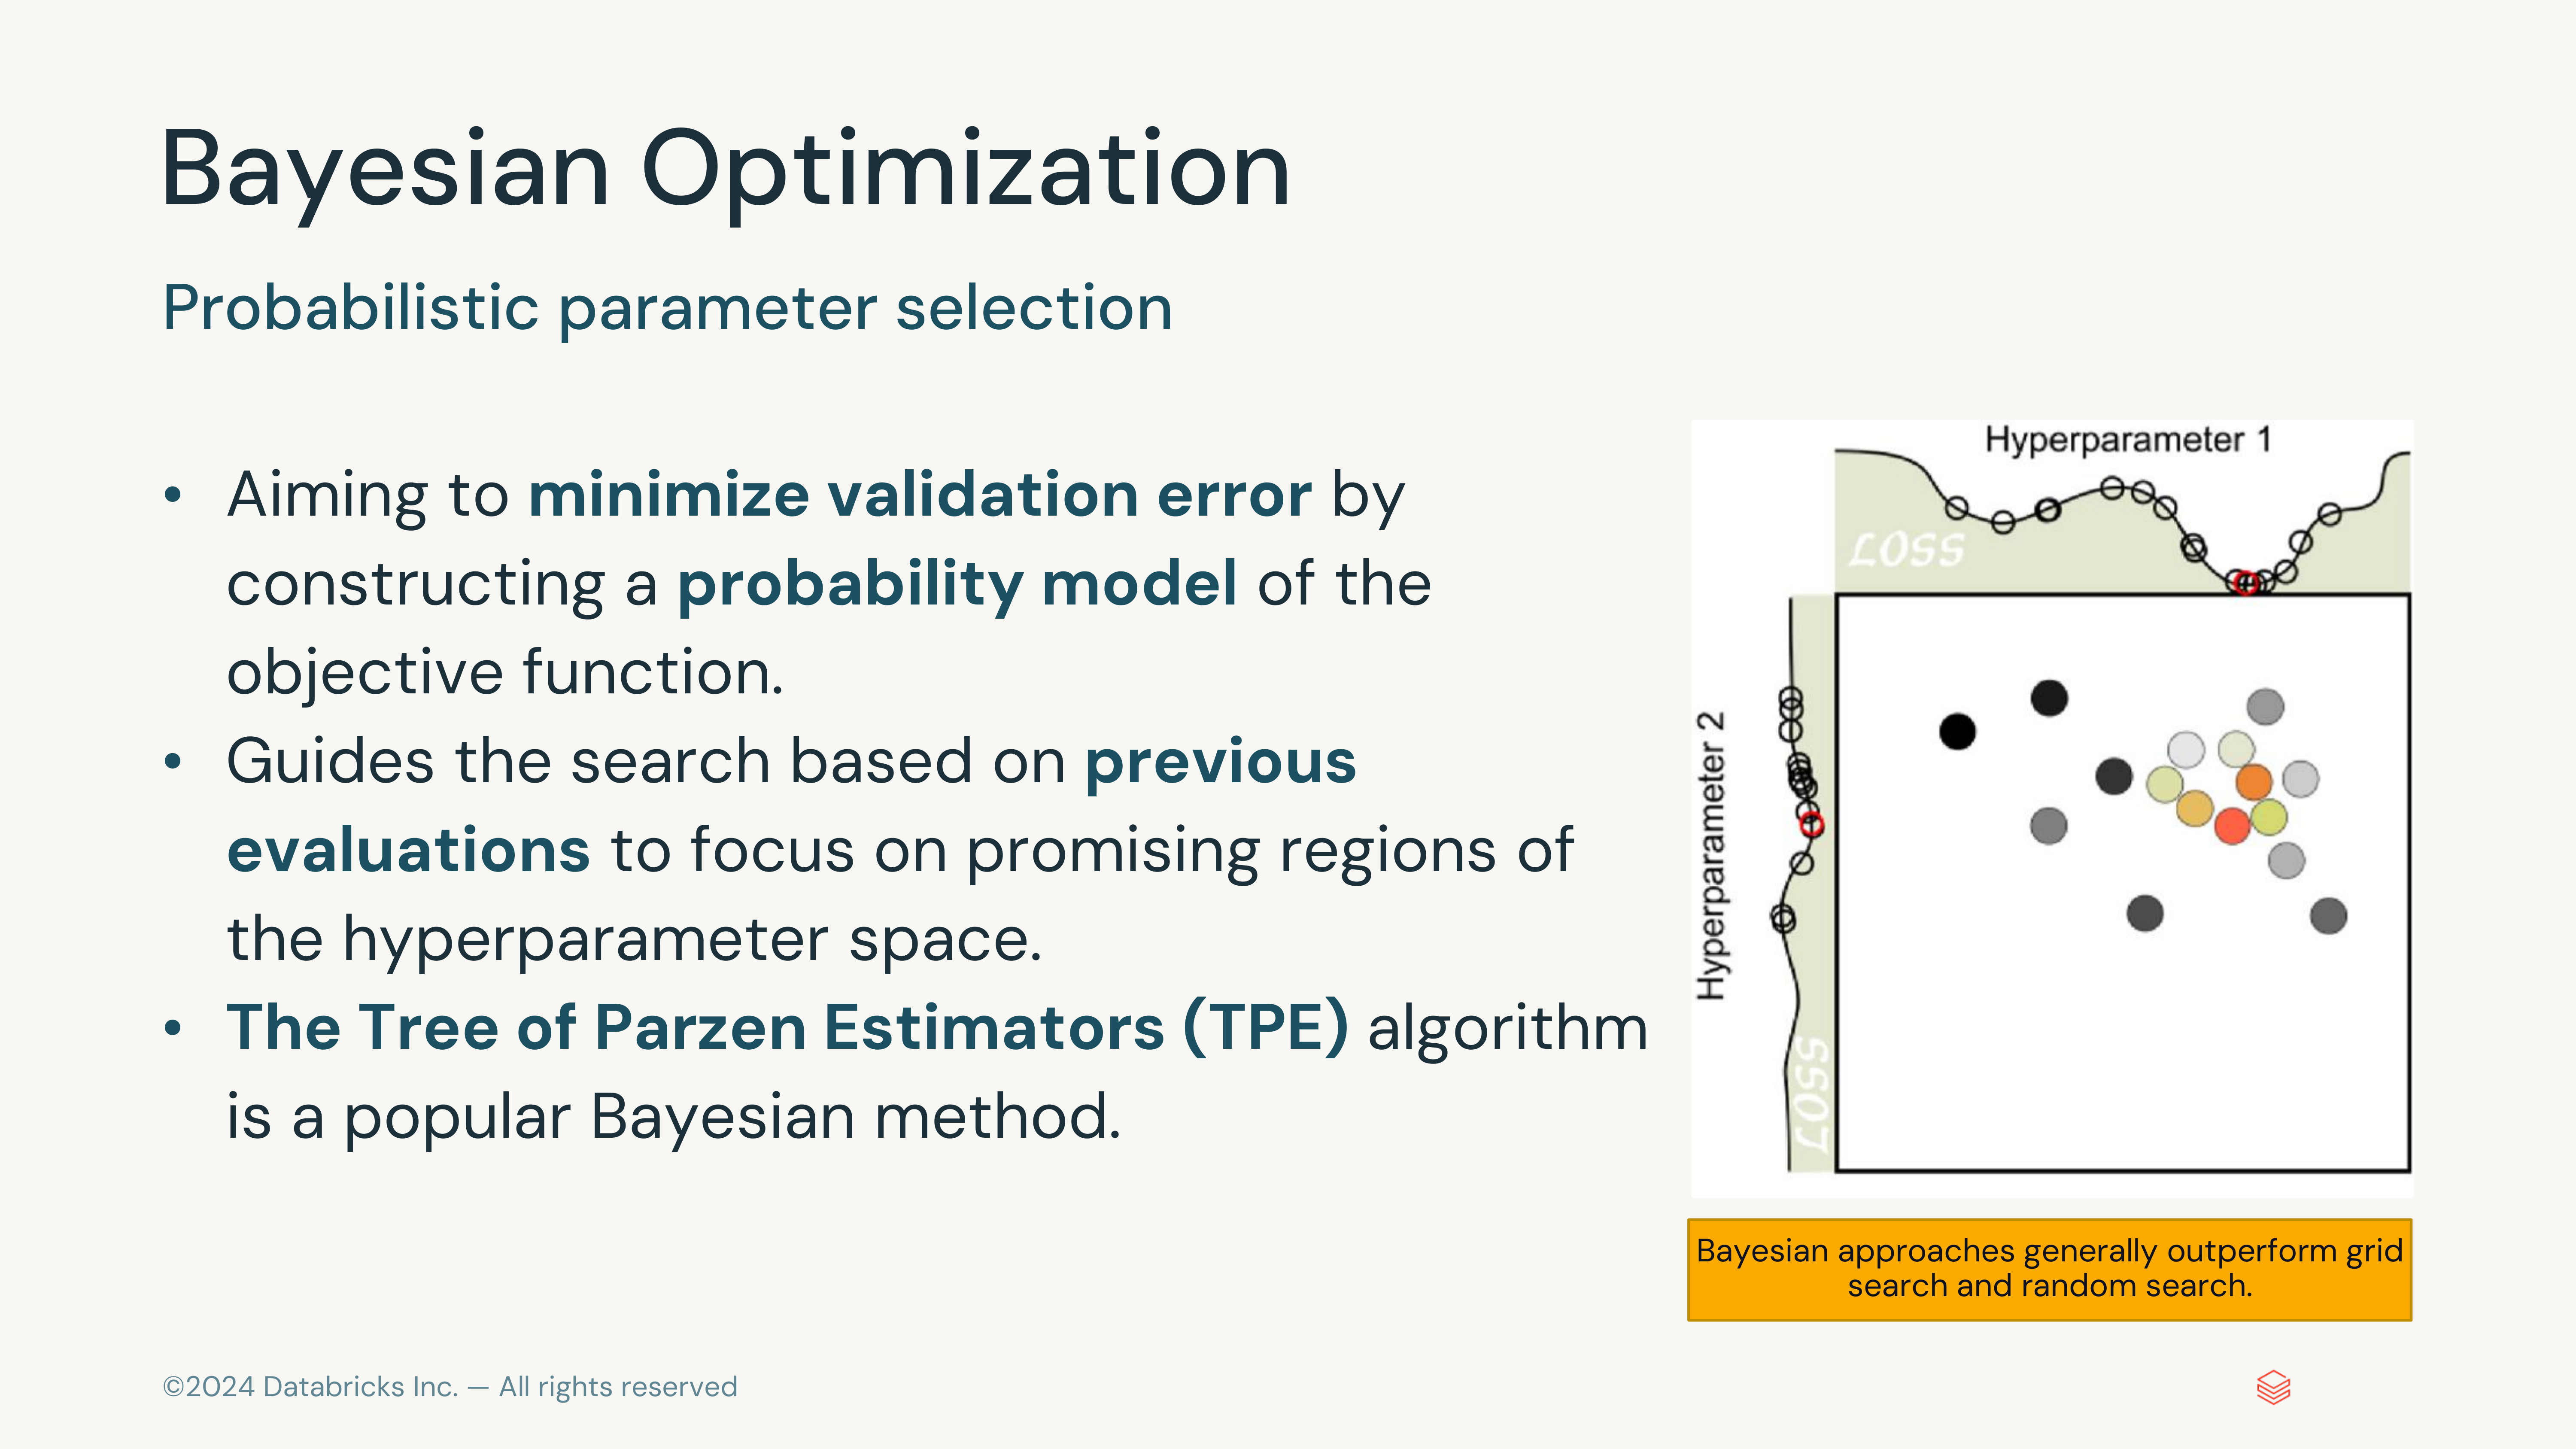 Bayesian Optimization
Probabilistic parameter selection
• Aiming to minimize validation error by
constructing a probability model of the
objective function.
• Guides the search based on previous
evaluations to focus on promising regions of
the hyperparameter space.
• The Tree of Parzen Estimators (TPE) algorithm
is a popular Bayesian method.
Hyperparameter 1
LOSS
Hyperparameter 2
LOSS
Bayesian approaches generally outperform grid
search and random search.
©2024 Databricks Inc. — All rights reserved